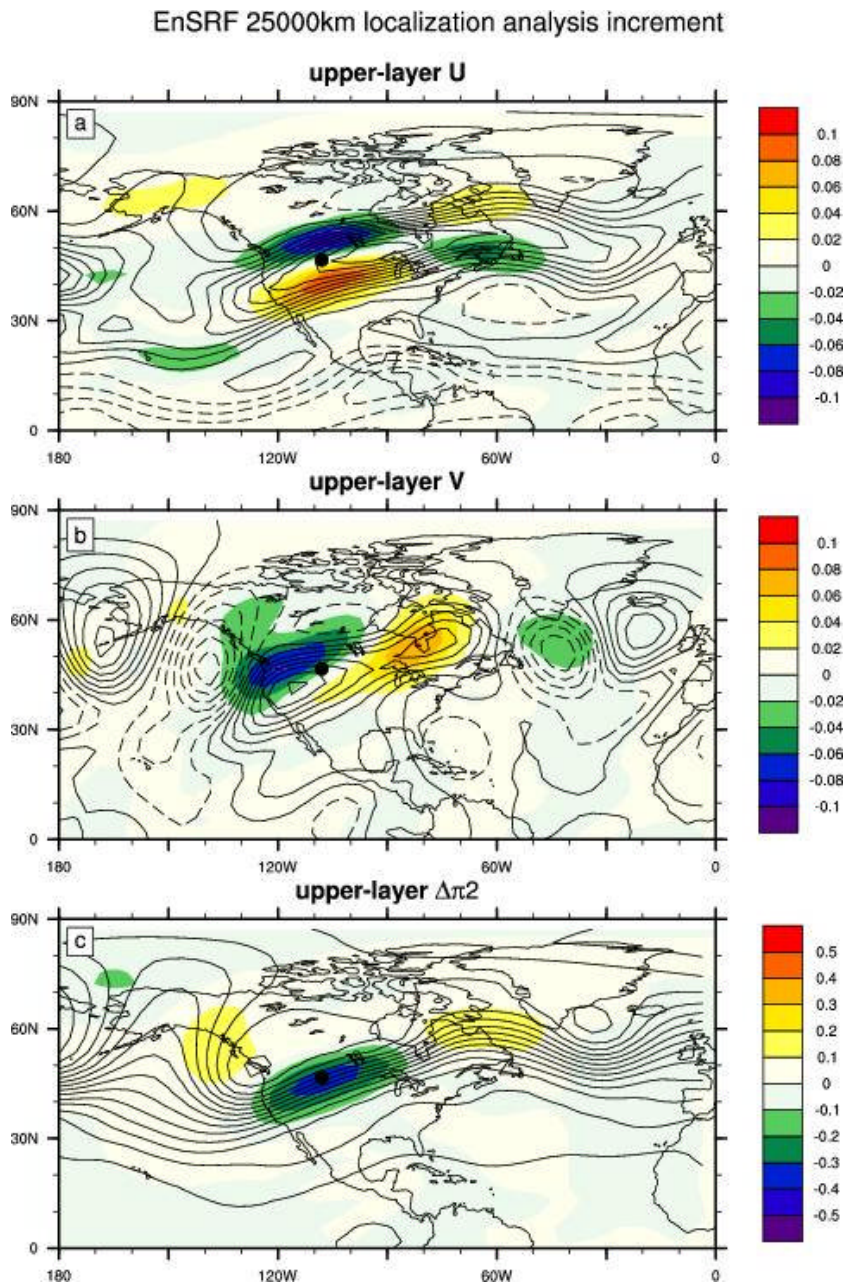 EnSRF 25000km localization analysis increment
upper-layer U
90N
a
60N
30N
0
180
120W
60W
0
0.1
0.08
0.06
0.04
0.02
0
-0.02
-0.04
-0.06
-0.08
-0.1
upper-layer V
90N
b
60N
30N
0
180
120W
60W
0
0.1
0.08
0.06
0.04
0.02
0
-0.02
-0.04
-0.06
-0.08
-0.1
upper-layer Δπ2
90N
c
60N
30N
0
180
120W
60W
0
0.5
0.4
0.3
0.2
0.1
0
-0.1
-0.2
-0.3
-0.4
-0.5